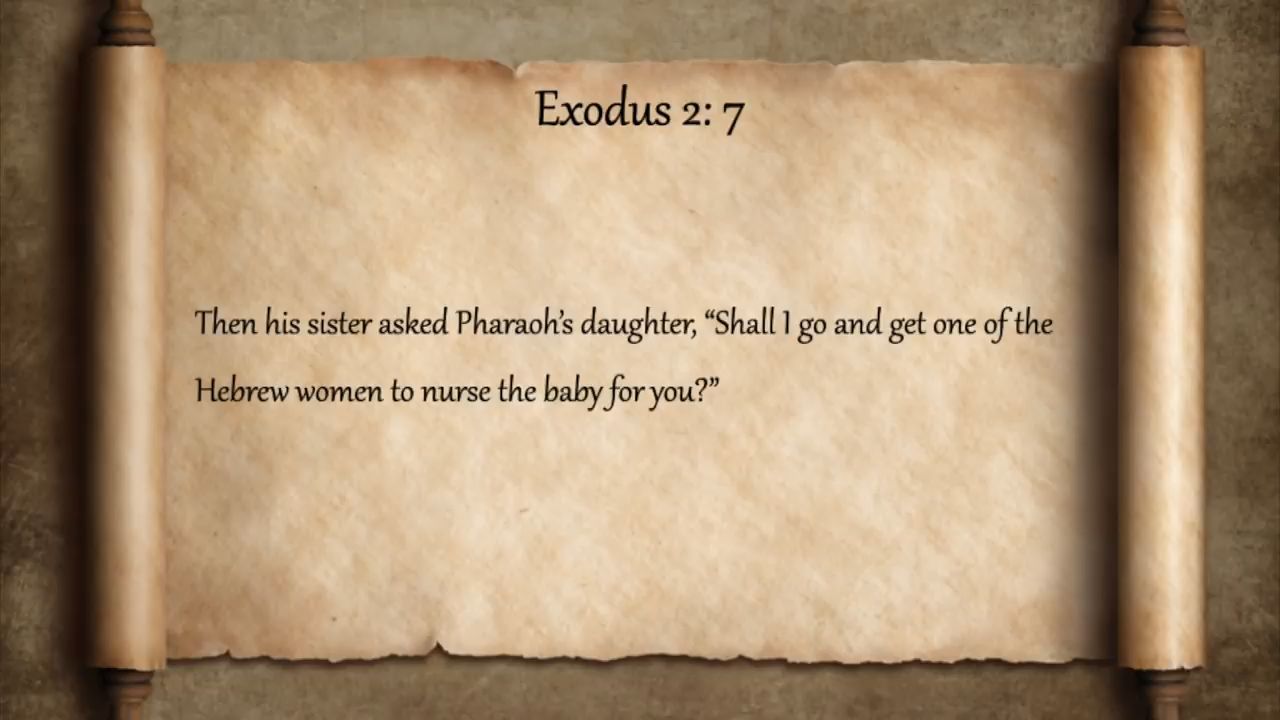 Exodus 2: 7
Then his sister asked Pharaoh’s daughter, “Shall I go and get one of the
Hebrew women to nurse the baby for you?”